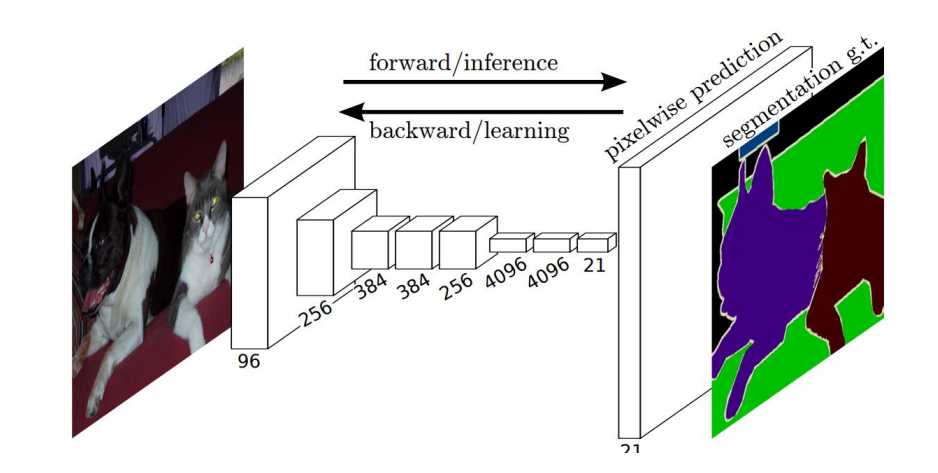 forward/inference
backward/learning
pixelwise prediction
segmentation g.t.
96
256
384
384
256
4096
4096
21
21